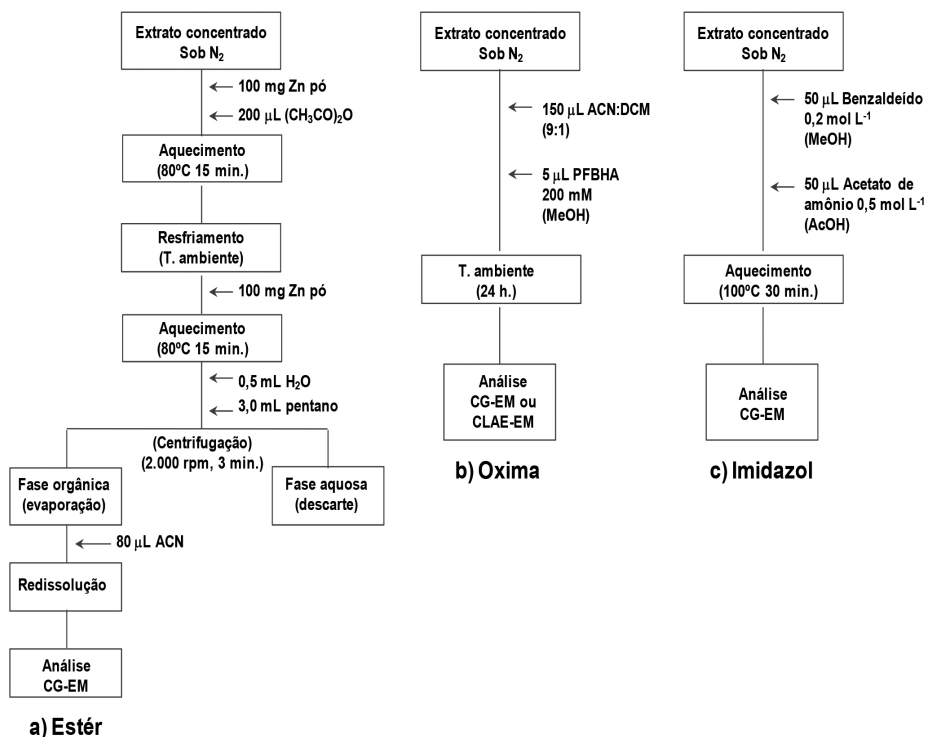 Extrato concentrado
Sob N₂
100 mg Zn pó
200 μL (CH₃CO)₂O
Aquecimento
(80ºC 15 min.)
Resfriamento
(T. ambiente)
100 mg Zn pó
Aquecimento
(80ºC 15 min.)
0,5 mL H₂O
3,0 mL pentano
(Centrifugação)
(2.000 rpm, 3 min.)
Fase orgânica
(evaporação)
Fase aquosa
(descarte)
80 μL ACN
Redissolução
Análise
CG-EM
a) Estér
Extrato concentrado
Sob N₂
150 μL ACN:DCM
(9:1)
5 μL PFBHA
200 mM
(MeOH)
T. ambiente
(24 h.)
Análise
CG-EM ou
CLAE-EM
b) Oxima
Extrato concentrado
Sob N₂
50 μL Benzaldeído
0,2 mol L⁻¹
(MeOH)
50 μL Acetato de
amônio 0,5 mol L⁻¹
(AcOH)
Aquecimento
(100ºC 30 min.)
Análise
CG-EM
c) Imidazol